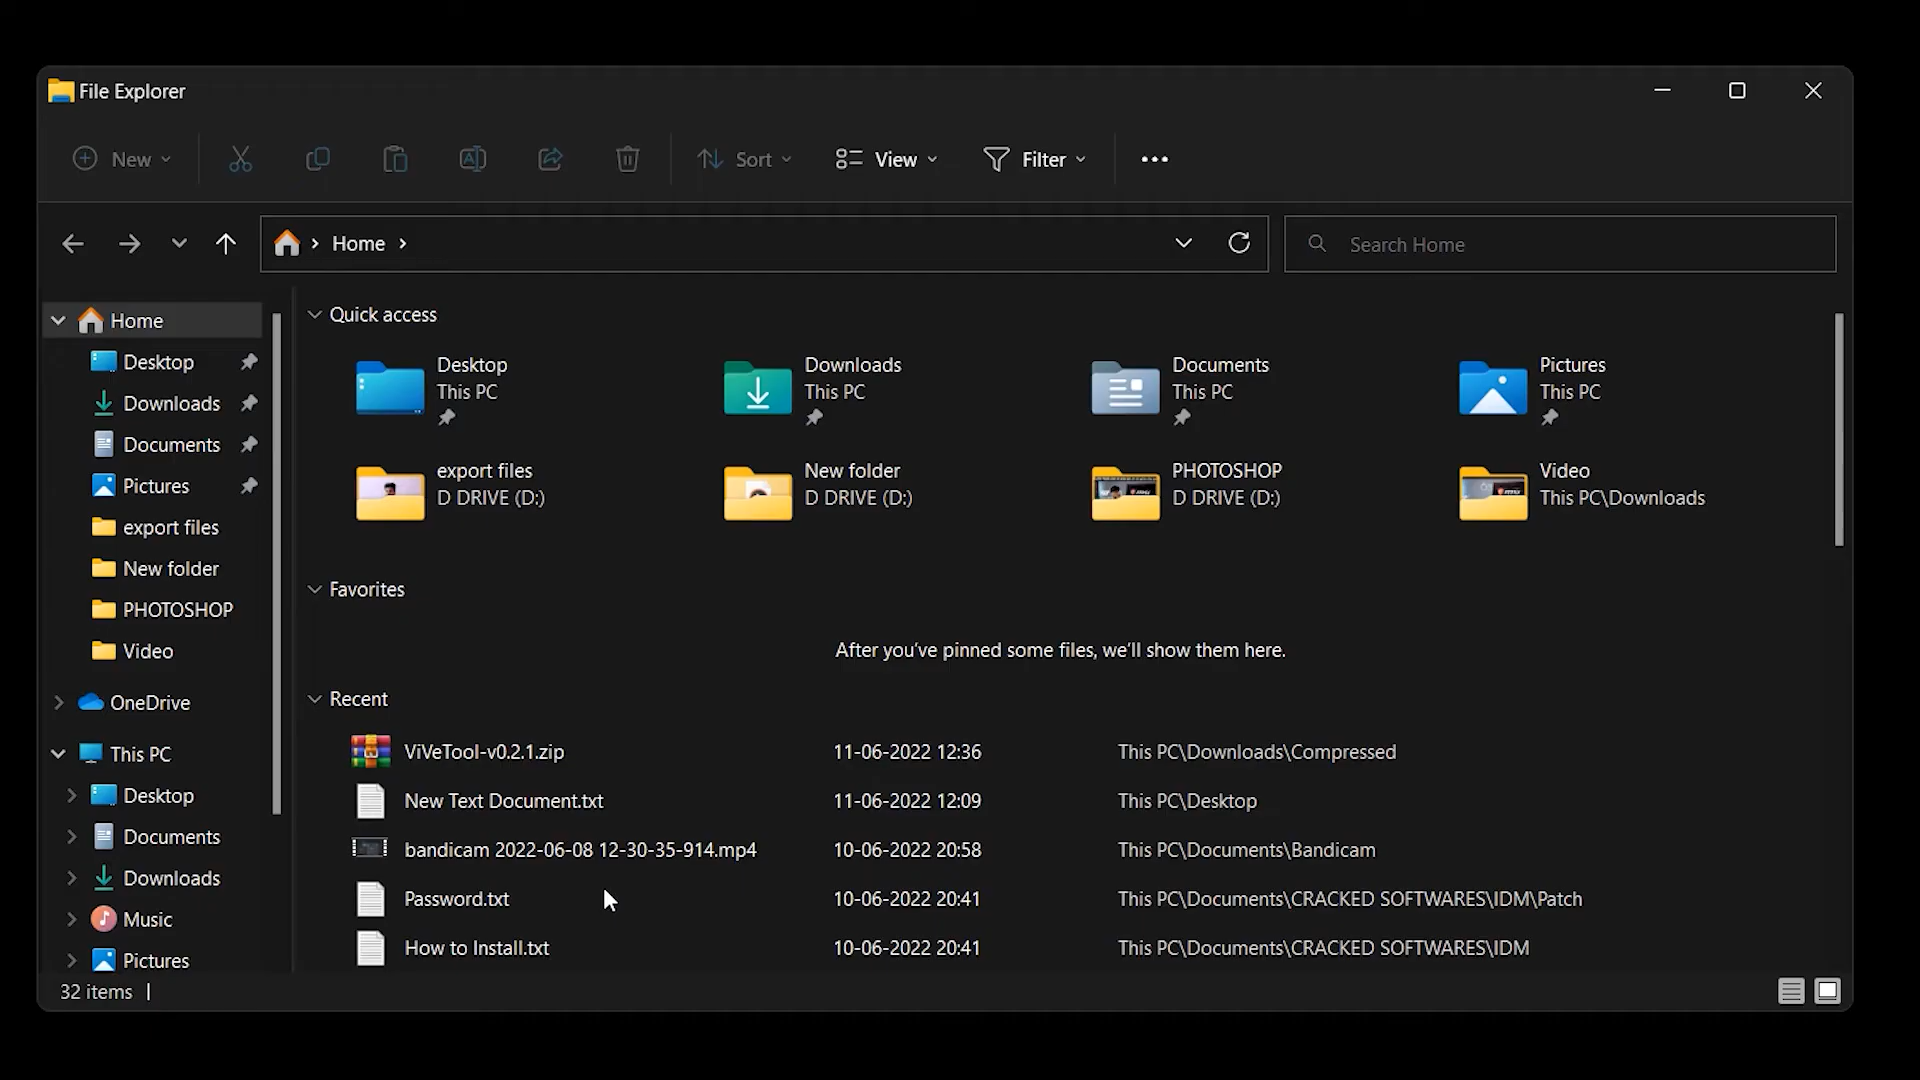 File Explorer
New
Sort
View
Filter
Home
Search Home
Home
Desktop
Downloads
Documents
Pictures
export files
New folder
PHOTOSHOP
Video
OneDrive
This PC
Desktop
Documents
Downloads
Music
Pictures
Quick access
Desktop
This PC
Downloads
This PC
Documents
This PC
Pictures
This PC
export files
D DRIVE (D:)
New folder
D DRIVE (D:)
PHOTOSHOP
D DRIVE (D:)
Video
This PC\Downloads
Favorites
After you've pinned some files, we'll show them here.
Recent
ViVeTool-v0.2.1.zip 11-06-2022 12:36 This PC\Downloads\Compressed
New Text Document.txt 11-06-2022 12:09 This PC\Desktop
bandicam 2022-06-08 12-30-35-914.mp4 10-06-2022 20:58 This PC\Documents\Bandicam
Password.txt 10-06-2022 20:41 This PC\Documents\CRACKED SOFTWARES\IDM\Patch
How to Install.txt 10-06-2022 20:41 This PC\Documents\CRACKED SOFTWARES\IDM
32 items